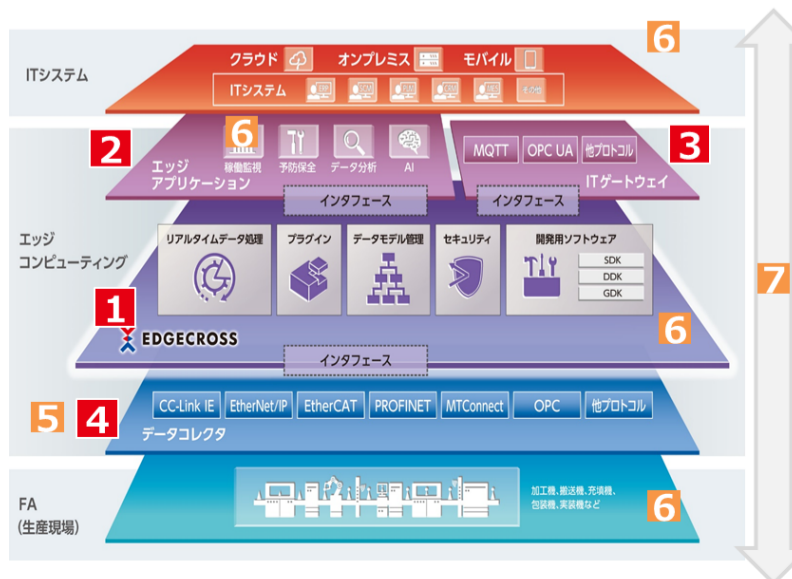 6
ITシステム
クラウド
オンプレミス
モバイル
ITシステム
2
6
3
エッジ
アプリケーション
稼働監視
予防保全
データ分析
AI
MQTT
OPC UA
他プロトコル
ITゲートウェイ
インタフェース
インタフェース
エッジ
コンピューティング
リアルタイムデータ処理
プラグイン
データモデル管理
セキュリティ
開発用ソフトウェア
SDK
DDK
GDK
7
1
EDGECROSS
6
インタフェース
5
4
CC-Link IE
EtherNet/IP
EtherCAT
PROFINET
MTConnect
OPC
他プロトコル
データコレクタ
FA
(生産現場)
加工機、搬送機、充填機、
包装機、実装機など
6